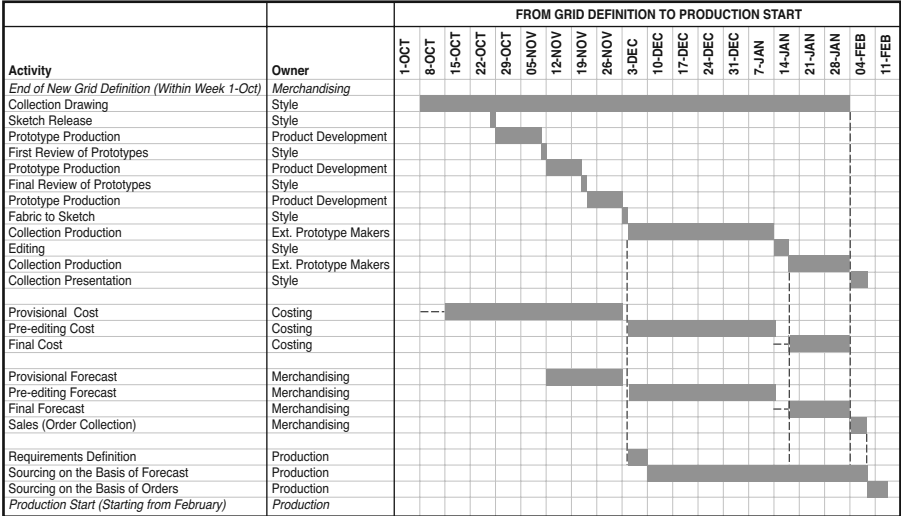 FROM GRID DEFINITION TO PRODUCTION START
Activity Owner 1-OCT 8-OCT 15-OCT 22-OCT 29-OCT 05-NOV 12-NOV 19-NOV 26-NOV 3-DEC 10-DEC 17-DEC 24-DEC 31-DEC 7-JAN 14-JAN 21-JAN 28-JAN 04-FEB 11-FEB
End of New Grid Definition (Within Week 1-Oct) Merchandising
Collection Drawing Style
Sketch Release Style
Prototype Production Product Development
First Review of Prototypes Style
Prototype Production Product Development
Final Review of Prototypes Style
Prototype Production Product Development
Fabric to Sketch Style
Collection Production Ext. Prototype Makers
Editing Style
Collection Production Ext. Prototype Makers
Collection Presentation Style
Provisional Cost Costing
Pre-editing Cost Costing
Final Cost Costing
Provisional Forecast Merchandising
Pre-editing Forecast Merchandising
Final Forecast Merchandising
Sales (Order Collection) Merchandising
Requirements Definition Production
Sourcing on the Basis of Forecast Production
Sourcing on the Basis of Orders Production
Production Start (Starting from February) Production